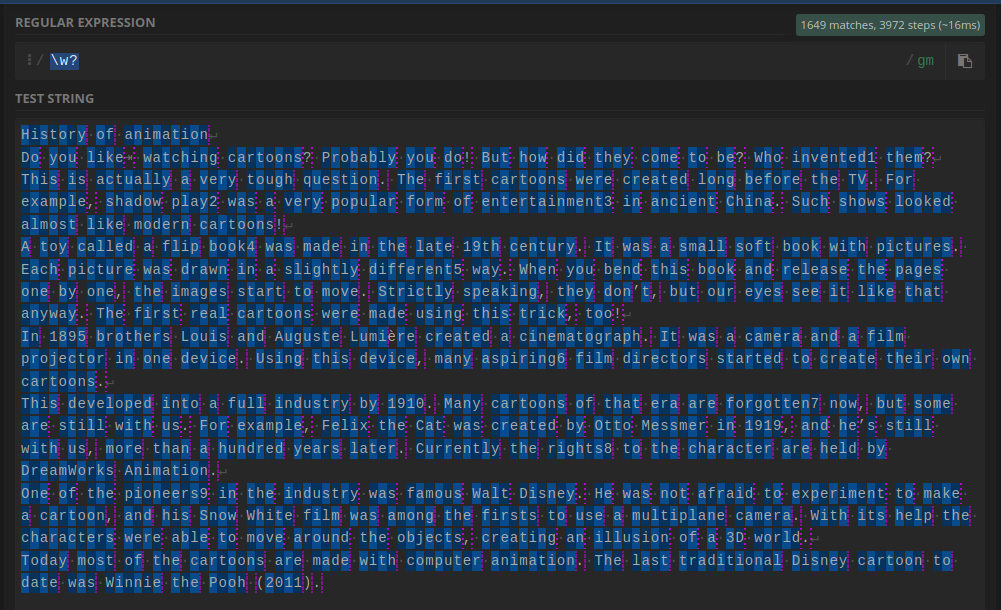 REGULAR EXPRESSION
1649 matches, 3972 steps (~16ms)
/ \w? / gm
TEST STRING
History of animation
Do you like watching cartoons? Probably you do! But how did they come to be? Who invented1 them?
This is actually a very tough question. The first cartoons were created long before the TV. For
example, shadow play2 was a very popular form of entertainment3 in ancient China. Such shows looked
almost like modern cartoons!
A toy called a flip book4 was made in the late 19th century. It was a small soft book with pictures.
Each picture was drawn in a slightly different5 way. When you bend this book and release the pages
one by one, the images start to move. Strictly speaking, they don’t, but our eyes see it like that
anyway. The first real cartoons were made using this trick, too!
In 1895 brothers Louis and Auguste Lumière created a cinematograph. It was a camera and a film
projector in one device. Using this device, many aspiring6 film directors started to create their own
cartoons.
This developed into a full industry by 1910. Many cartoons of that era are forgotten7 now, but some
are still with us. For example, Felix the Cat was created by Otto Messmer in 1919, and he’s still
with us, more than a hundred years later. Currently the rights8 to the character are held by
DreamWorks Animation.
One of the pioneers9 in the industry was famous Walt Disney. He was not afraid to experiment to make
a cartoon, and his Snow White film was among the firsts to use a multiplane camera. With its help the
characters were able to move around the objects, creating an illusion of a 3D world.
Today most of the cartoons are made with computer animation. The last traditional Disney cartoon to
date was Winnie the Pooh (2011).